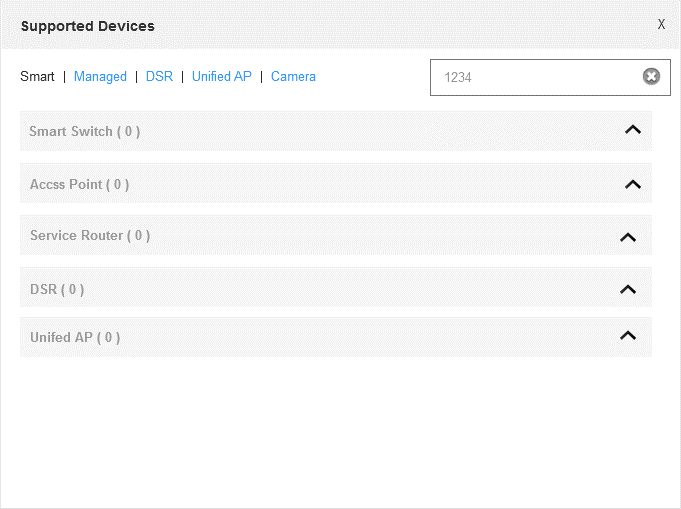 Supported Devices X
Smart | Managed | DSR | Unified AP | Camera 1234
Smart Switch ( 0 )
Accss Point ( 0 )
Service Router ( 0 )
DSR ( 0 )
Unifed AP ( 0 )